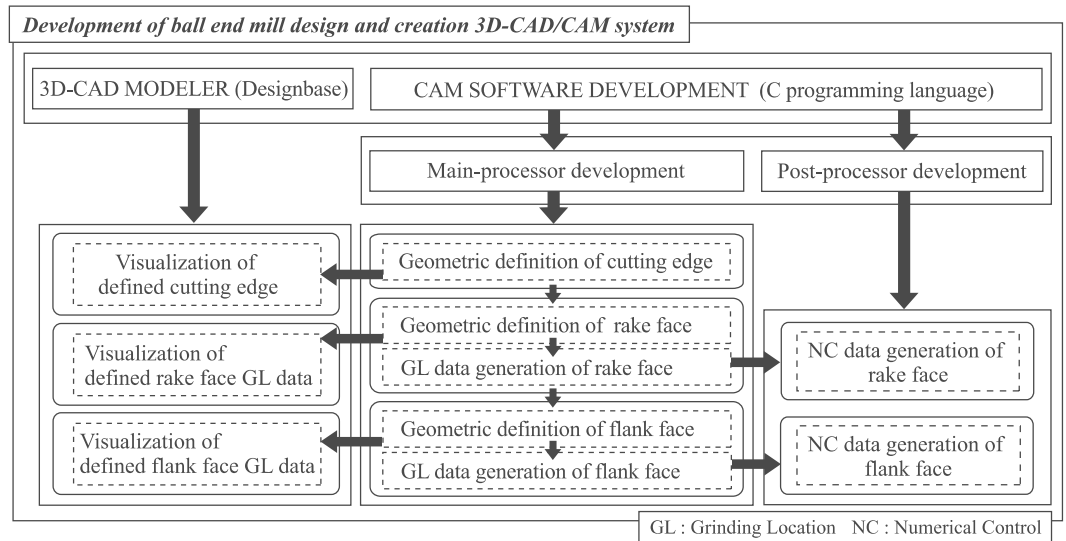 Development of ball end mill design and creation 3D-CAD/CAM system
3D-CAD MODELER (Designbase)
CAM SOFTWARE DEVELOPMENT (C programming language)
Main-processor development
Post-processor development
Visualization of
defined cutting edge
Geometric definition of cutting edge
Visualization of
defined rake face GL data
Geometric definition of rake face
GL data generation of rake face
NC data generation of
rake face
Visualization of
defined flank face GL data
Geometric definition of flank face
GL data generation of flank face
NC data generation of
flank face
GL : Grinding Location NC : Numerical Control